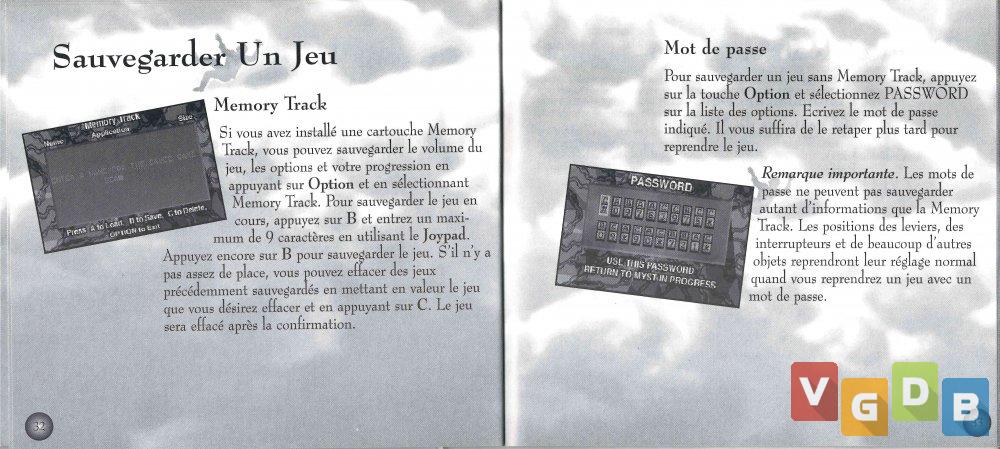 Sauvegarder Un Jeu
Memory Track
Memory Track
Application
Name
Size
Press A to Load, B to Save, C to Delete,
OPTION to Exit
Si vous avez installé une cartouche Memory
Track, vous pouvez sauvegarder le volume du
jeu, les options et votre progression en
appuyant sur Option et en sélectionnant
Memory Track. Pour sauvegarder le jeu en
cours, appuyez sur B et entrez un maxi-
mum de 9 caractères en utilisant le Joypad.
Appuyez encore sur B pour sauvegarder le jeu. S'il n'y a
pas assez de place, vous pouvez effacer des jeux
précédemment sauvegardés en mettant en valeur le jeu
que vous désirez effacer et en appuyant sur C. Le jeu
sera effacé après la confirmation.
32
Mot de passe
Pour sauvegarder un jeu sans Memory Track, appuyez
sur la touche Option et sélectionnez PASSWORD
sur la liste des options. Ecrivez le mot de passe
indiqué. Il vous suffira de le retaper plus tard pour
reprendre le jeu.
PASSWORD
USE THIS PASSWORD
RETURN TO MYST IN PROGRESS
Remarque importante. Les mots de
passe ne peuvent pas sauvegarder
autant d'informations que la Memory
Track. Les positions des leviers, des
interrupteurs et de beaucoup d'autres
objets reprendront leur réglage normal
quand vous reprendrez un jeu avec un
mot de passe.
VGDB